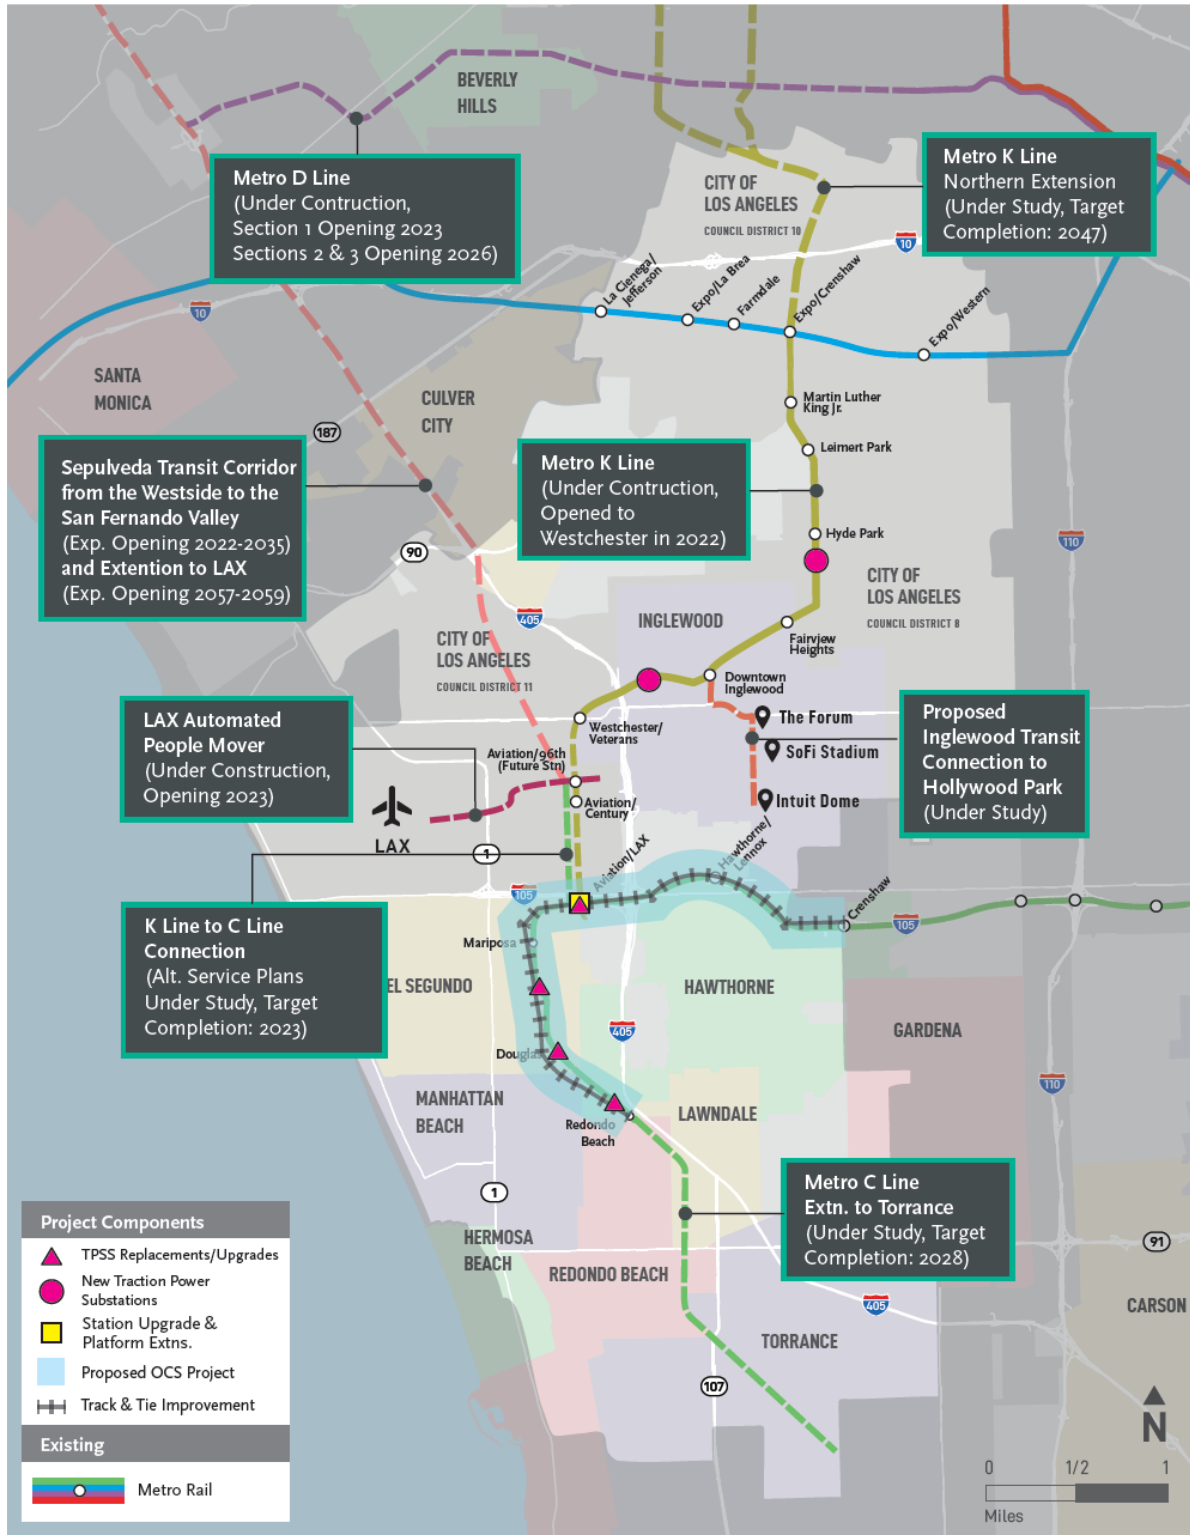 BEVERLY
HILLS
Metro D Line
(Under Contruction,
Section 1 Opening 2023
Sections 2 & 3 Opening 2026)
CITY OF
LOS ANGELES
COUNCIL DISTRICT 10
Metro K Line
Northern Extension
(Under Study, Target
Completion: 2047)
10
10
La Cienega/
Jefferson
Expo/La Brea
Farmdale
Expo/Crenshaw
Expo/Western
SANTA
MONICA
CULVER
CITY
187
Martin Luther
King Jr.
Leimert Park
Sepulveda Transit Corridor
from the Westside to the
San Fernando Valley
(Exp. Opening 2022-2035)
and Extention to LAX
(Exp. Opening 2057-2059)
Metro K Line
(Under Contruction,
Opened to
Westchester in 2022)
Hyde Park
110
90
CITY OF
LOS ANGELES
COUNCIL DISTRICT 8
405
INGLEWOOD
Fairview
Heights
CITY OF
LOS ANGELES
COUNCIL DISTRICT 11
Downtown
Inglewood
LAX Automated
People Mover
(Under Construction,
Opening 2023)
Westchester/
Veterans
The Forum
SoFi Stadium
Intuit Dome
Proposed
Inglewood Transit
Connection to
Hollywood Park
(Under Study)
Aviation/96th
(Future Stn)
Aviation/
Century
LAX
1
Aviation/LAX
Hawthorne/
Lennox
105
Crenshaw
105
K Line to C Line
Connection
(Alt. Service Plans
Under Study, Target
Completion: 2023)
Mariposa
EL SEGUNDO
HAWTHORNE
GARDENA
405
Douglas
110
MANHATTAN
BEACH
LAWNDALE
Redondo
Beach
1
Metro C Line
Extn. to Torrance
(Under Study, Target
Completion: 2028)
HERMOSA
BEACH
REDONDO BEACH
91
405
CARSON
TORRANCE
107
Project Components
TPSS Replacements/Upgrades
New Traction Power
Substations
Station Upgrade &
Platform Extns.
Proposed OCS Project
Track & Tie Improvement
Existing
Metro Rail
N
0 1/2 1
Miles